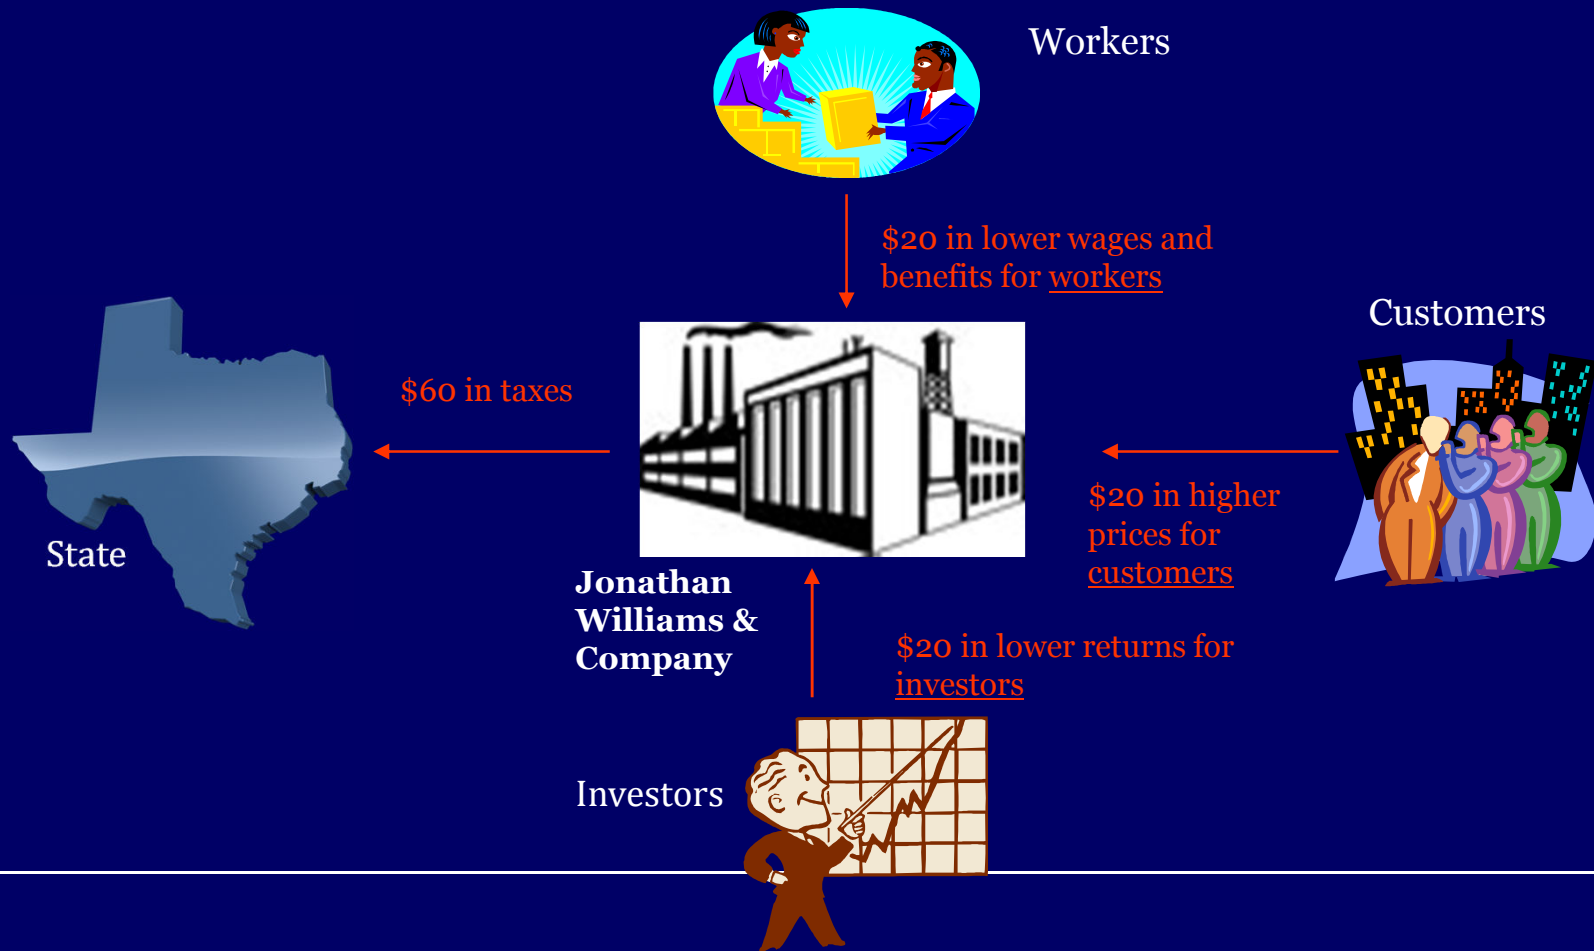 Workers
$20 in lower wages and
benefits for workers
Customers
$60 in taxes
$20 in higher
prices for
customers
State
Jonathan
Williams &
Company
$20 in lower returns for
investors
Investors